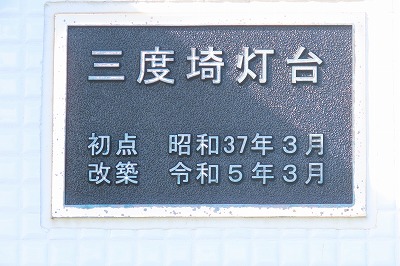 三度埼灯台
初点 昭和37年3月
改築 令和5年3月